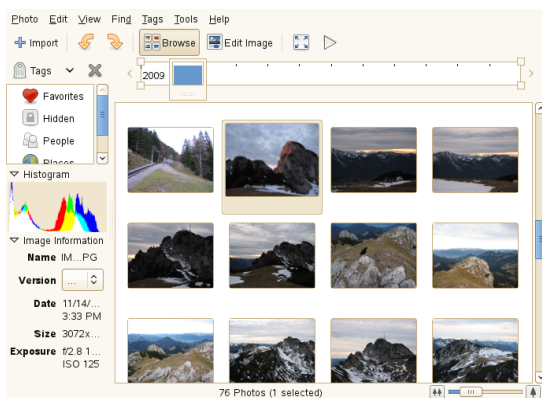 Photo Edit View Find Tags Tools Help
Import Browse Edit Image
Tags
2009
Favorites
Hidden
People
Places
Histogram
Image Information
Name IM...PG
Version ...
Date 11/14/...
3:33 PM
Size 3072x...
Exposure f/2.8 1...
ISO 125
76 Photos (1 selected)